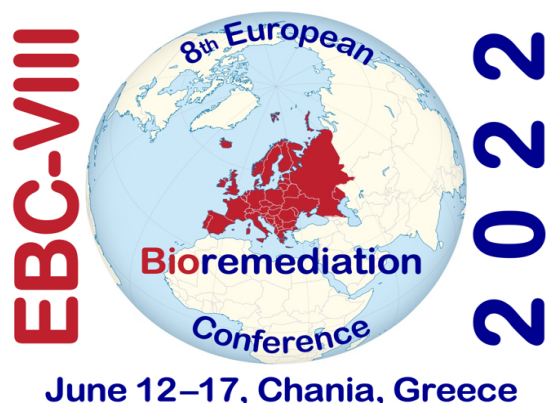 EBC-VIII
8th European
Bioremediation
Conference
2022
June 12–17, Chania, Greece